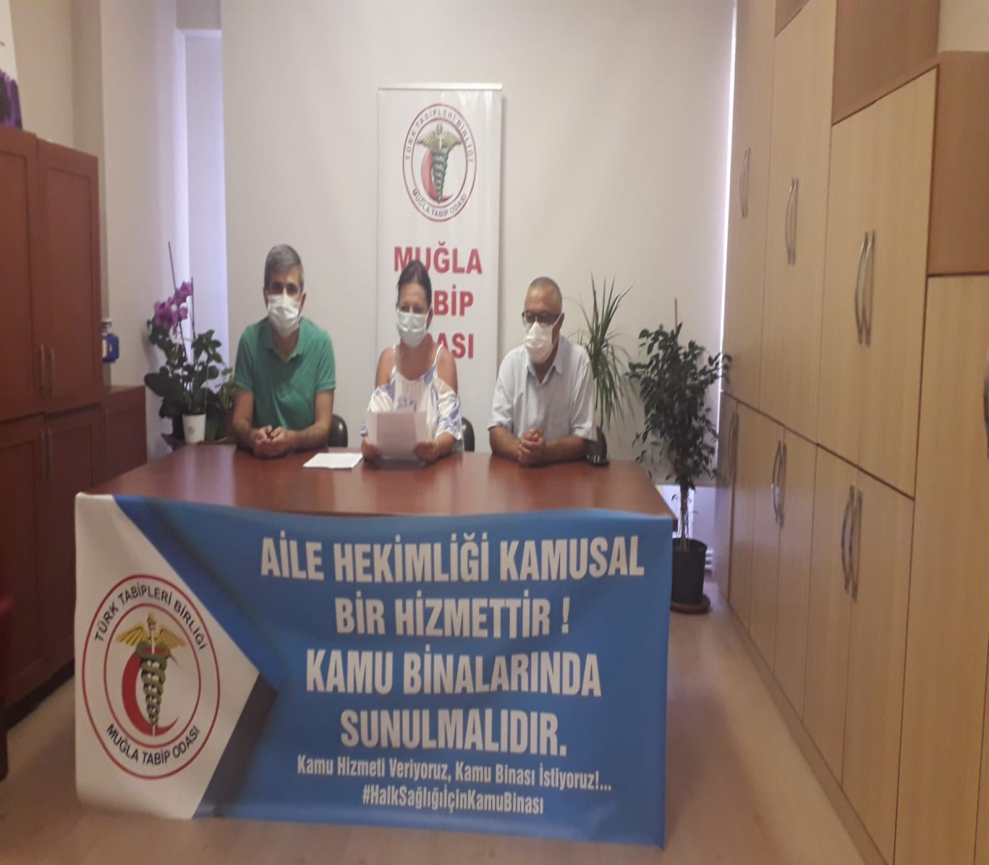 TÜRK TABİPLERİ BİRLİĞİ
MUĞLA TABİP ODASI
MUĞLA
ASI
AİLE HEKİMLİĞİ KAMUSAL
BİR HİZMETTİR !
KAMU BİNALARINDA
SUNULMALIDIR.
Kamu Hizmeti Veriyoruz, Kamu Binası İstiyoruz!...
#HalkSağlığıİçinKamuBinası
TÜRK TABİPLERİ BİRLİĞİ
MUĞLA TABİP ODASI